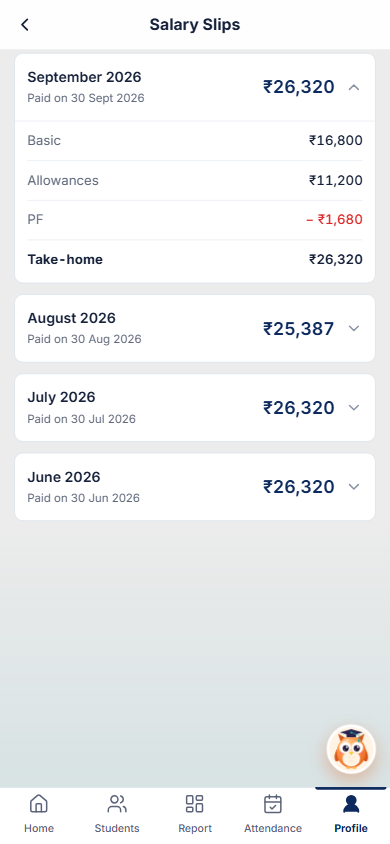 Salary Slips
September 2026
₹26,320
Paid on 30 Sept 2026
Basic
₹16,800
Allowances
₹11,200
PF
– ₹1,680
Take-home
₹26,320
August 2026
₹25,387
Paid on 30 Aug 2026
July 2026
₹26,320
Paid on 30 Jul 2026
June 2026
₹26,320
Paid on 30 Jun 2026
Home
Students
Report
Attendance
Profile